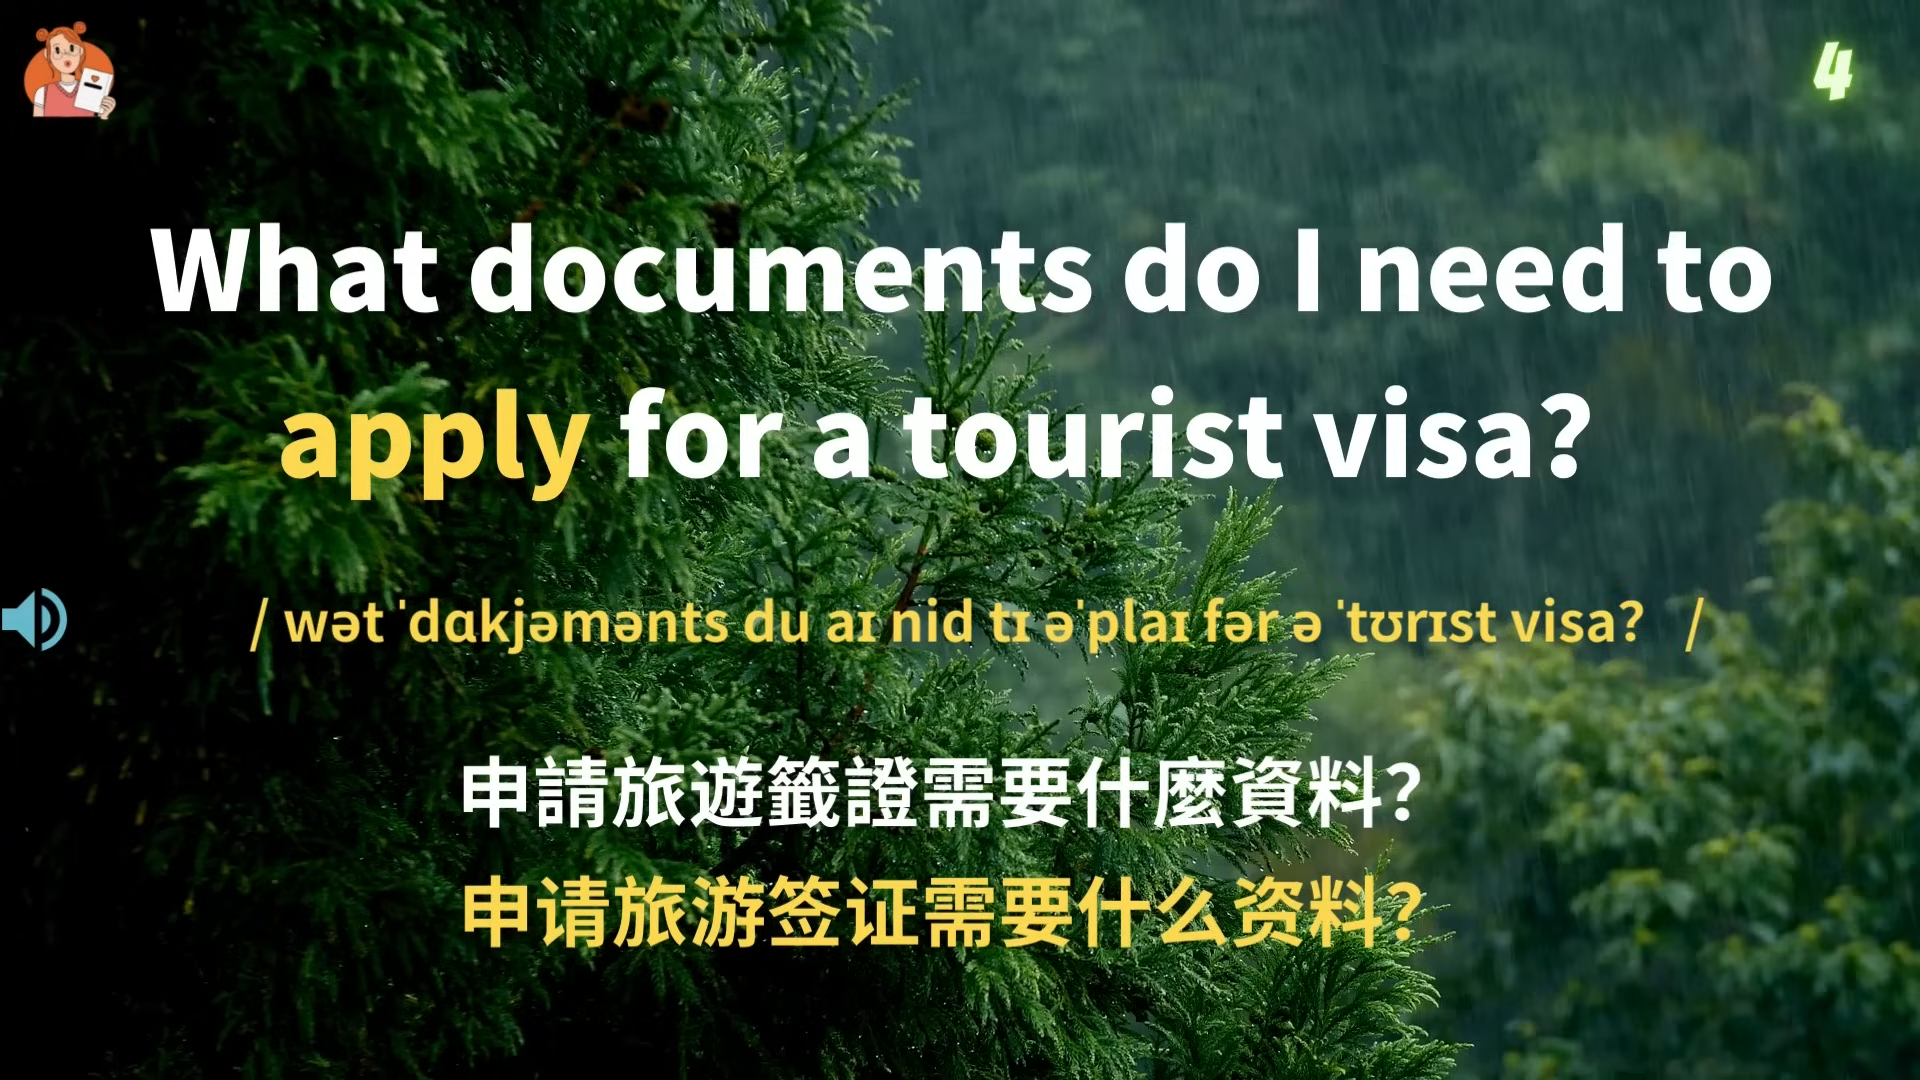 4
What documents do I need to
apply for a tourist visa?
/ wət ˈdɑkjəmənts du aɪ nid tɪ əˈplaɪ fər ə ˈtʊrɪst visa? /
申請旅遊籤證需要什麼資料？
申请旅游签证需要什么资料？